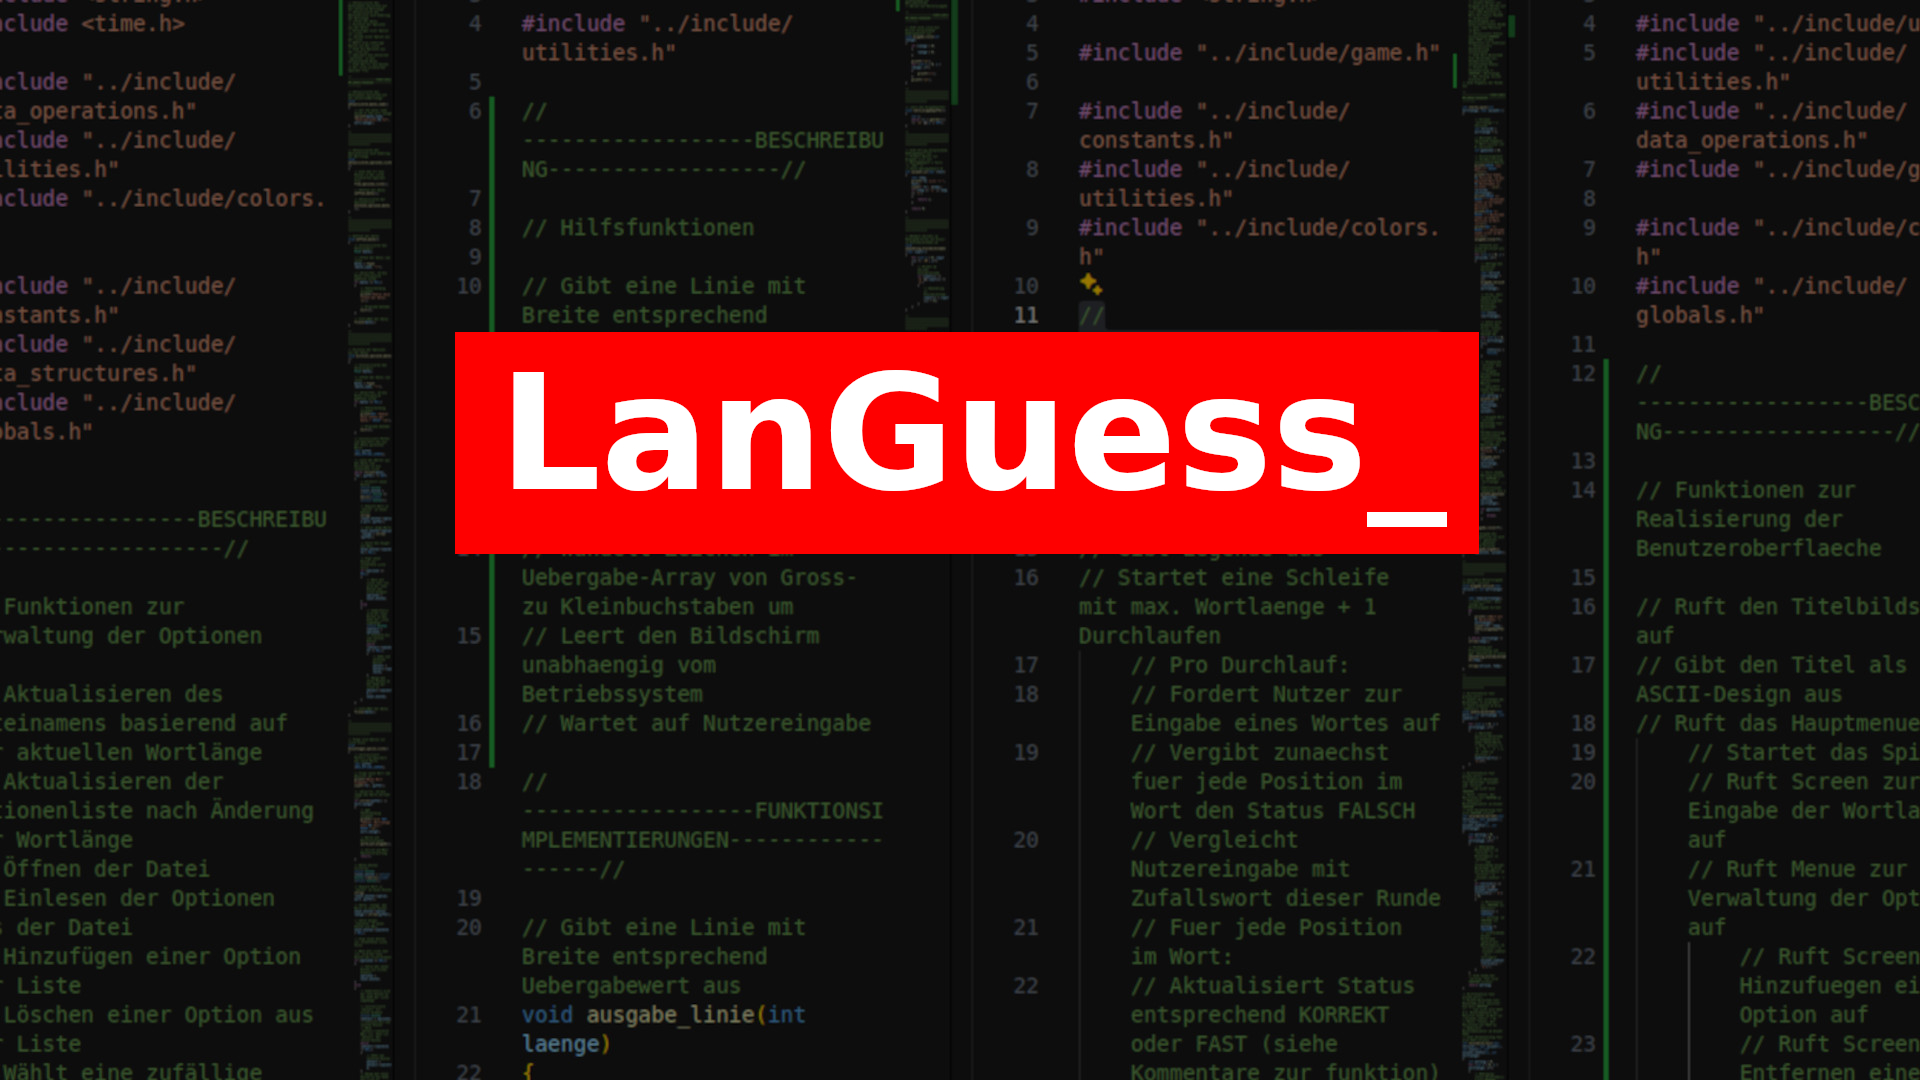 clude <time.h>
clude "../include/
ta_operations.h"
clude "../include/
lities.h"
clude "../include/colors.
clude "../include/
nstants.h"
clude "../include/
ta_structures.h"
clude "../include/
obals.h"
---------------BESCHREIBU
-----------------//
Funktionen zur
rwaltung der Optionen
Aktualisieren des
teinamens basierend auf
r aktuellen Wortlänge
Aktualisieren der
tionenliste nach Änderung
r Wortlänge
Öffnen der Datei
Einlesen der Optionen
s der Datei
Hinzufügen einer Option
r Liste
Löschen einer Option aus
r Liste
Wählt eine zufällige
4 #include "../include/
utilities.h"
5
6 //
------------------BESCHREIBU
NG------------------//
7
8 // Hilfsfunktionen
9
10 // Gibt eine Linie mit
Breite entsprechend
Uebergabe-Array von Gross-
zu Kleinbuchstaben um
15 // Leert den Bildschirm
unabhaengig vom
Betriebssystem
16 // Wartet auf Nutzereingabe
17
18 //
------------------FUNKTIONSI
MPLEMENTIERUNGEN------------
------//
19
20 // Gibt eine Linie mit
Breite entsprechend
Uebergabewert aus
21 void ausgabe_linie(int
laenge)
22 {
4
5 #include "../include/game.h"
6
7 #include "../include/
constants.h"
8 #include "../include/
utilities.h"
9 #include "../include/colors.
h"
10
11 //
LanGuess_
16 // Startet eine Schleife
mit max. Wortlaenge + 1
Durchlaufen
17 // Pro Durchlauf:
18 // Fordert Nutzer zur
Eingabe eines Wortes auf
19 // Vergibt zunaechst
fuer jede Position im
Wort den Status FALSCH
20 // Vergleicht
Nutzereingabe mit
Zufallswort dieser Runde
21 // Fuer jede Position
im Wort:
22 // Aktualisiert Status
entsprechend KORREKT
oder FAST (siehe
Kommentare zur funktion)
4 #include "../include/u
5 #include "../include/
utilities.h"
6 #include "../include/
data_operations.h"
7 #include "../include/g
8
9 #include "../include/c
h"
10 #include "../include/
globals.h"
11
12 //
------------------BESC
NG------------------//
13
14 // Funktionen zur
Realisierung der
Benutzeroberflaeche
15
16 // Ruft den Titelbilds
auf
17 // Gibt den Titel als
ASCII-Design aus
18 // Ruft das Hauptmenue
19 // Startet das Spi
20 // Ruft Screen zur
Eingabe der Wortla
auf
21 // Ruft Menue zur
Verwaltung der Opt
auf
22 // Ruft Screen
Hinzufuegen ei
Option auf
23 // Ruft Screen
Entfernen eine